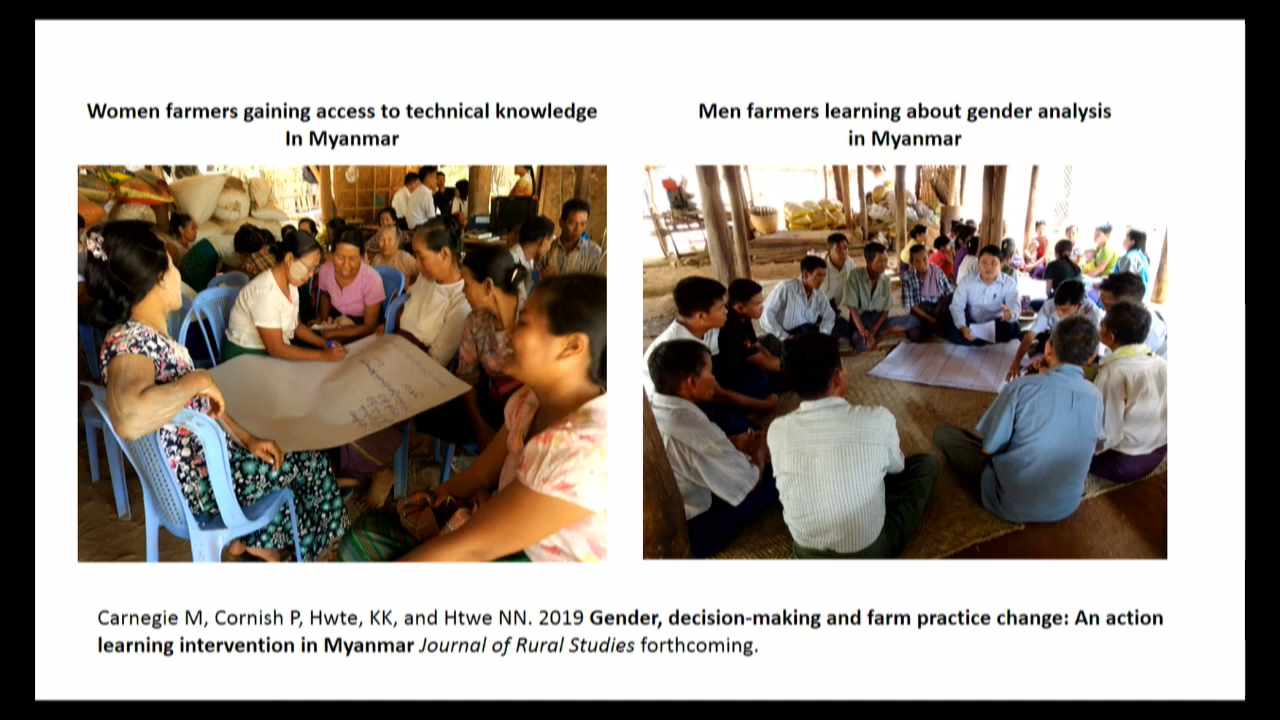 Women farmers gaining access to technical knowledge
In Myanmar
Men farmers learning about gender analysis
in Myanmar
Carnegie M, Cornish P, Hwte, KK, and Htwe NN. 2019 Gender, decision-making and farm practice change: An action
learning intervention in Myanmar Journal of Rural Studies forthcoming.